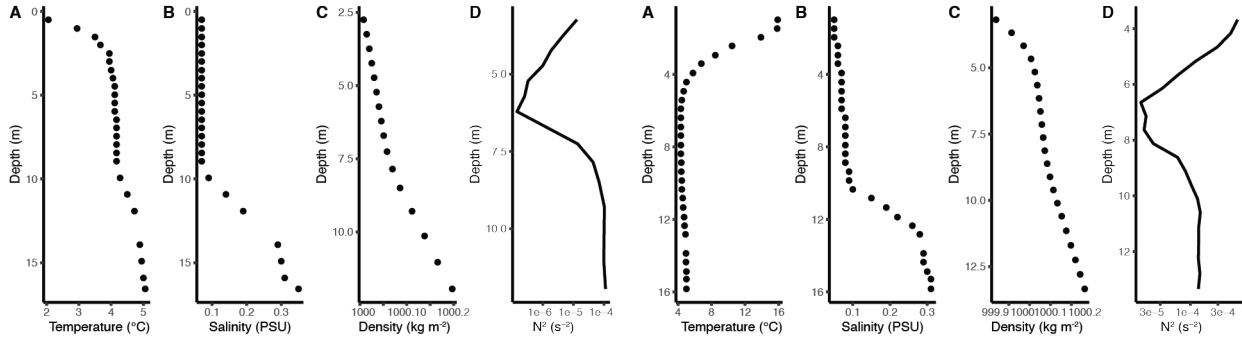 A
B
C
D
A
B
C
D
0
5
10
15
Depth (m)
2 3 4 5
Temperature (°C)
0
5
10
15
Depth (m)
0.1 0.2 0.3
Salinity (PSU)
2.5
5.0
7.5
10.0
Depth (m)
1000 1000.10 1000.2
Density (kg m⁻²)
5.0
7.5
10.0
Depth (m)
1e−6 1e−5 1e−4
N² (s⁻²)
4
8
12
16
Depth (m)
4 8 12 16
Temperature (°C)
4
8
12
16
Depth (m)
0.1 0.2 0.3
Salinity (PSU)
5.0
7.5
10.0
12.5
Depth (m)
999.9 1000 1000.1 1000.2
Density (kg m⁻²)
4
6
8
10
12
Depth (m)
3e−5 1e−4 3e−4
N² (s⁻²)